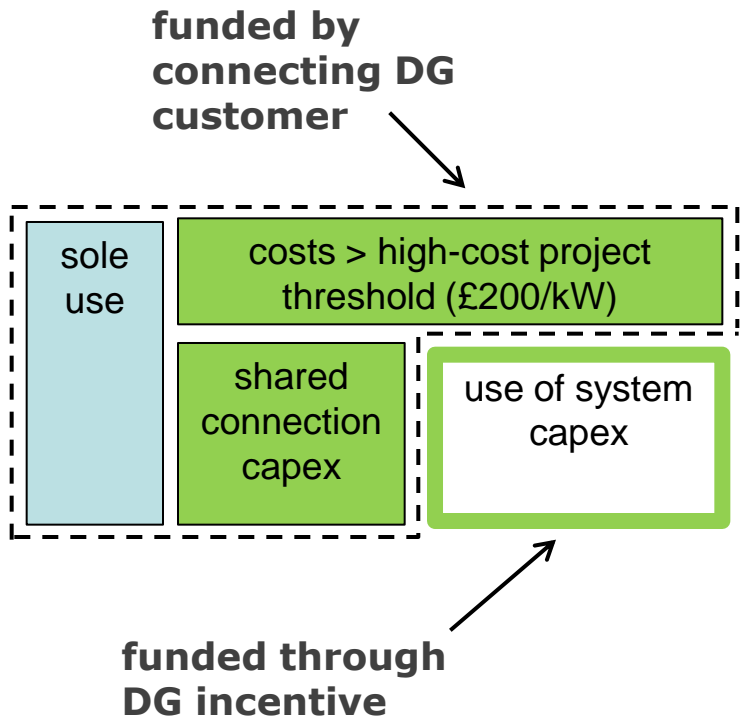 funded by
connecting DG
customer
sole
use
costs > high-cost project
threshold (£200/kW)
shared
connection
capex
use of system
capex
funded through
DG incentive